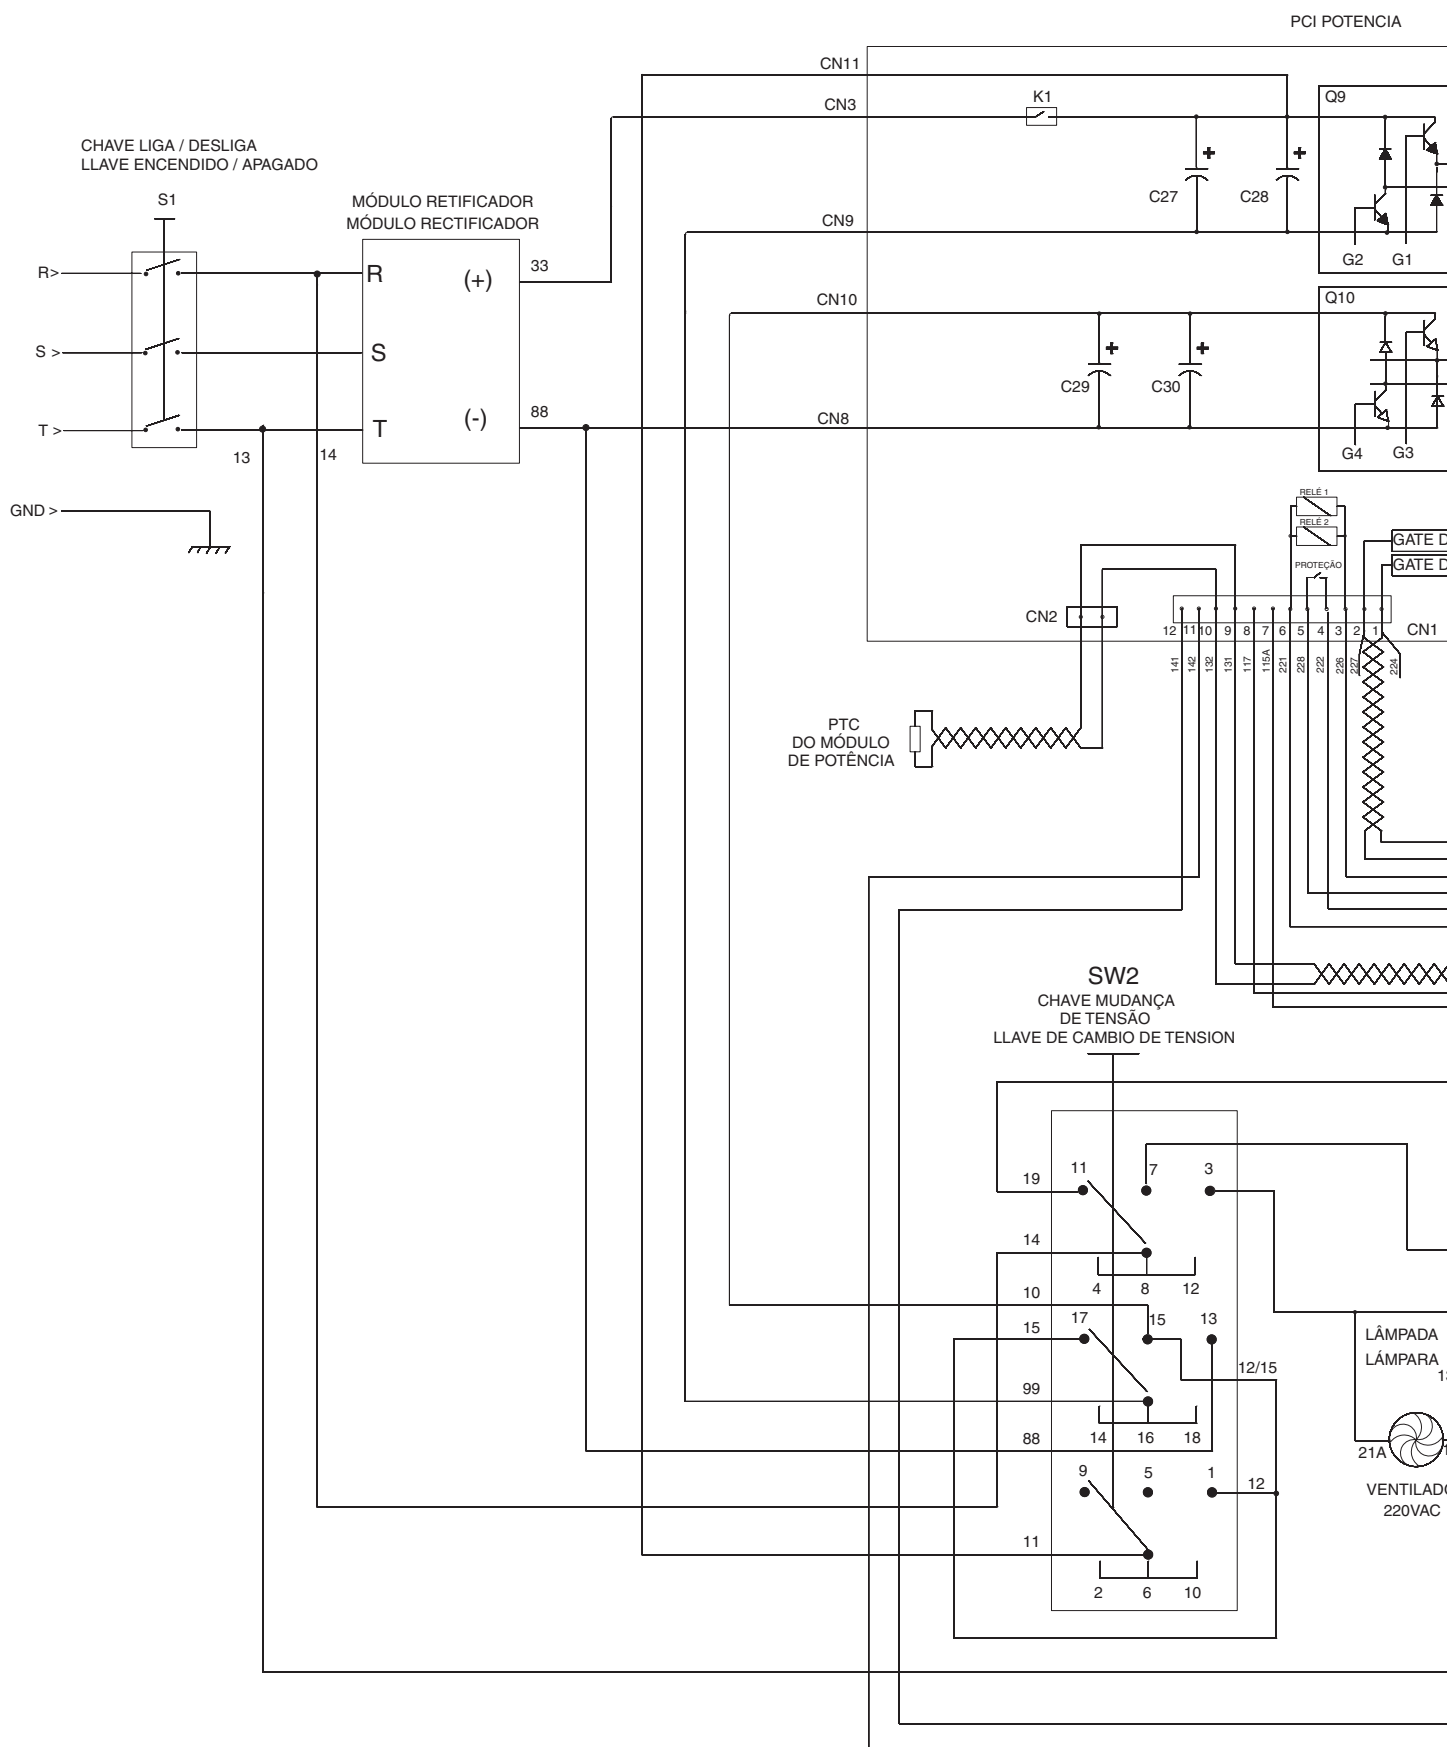 PCI POTENCIA
CN11
CN3
K1
Q9
CHAVE LIGA / DESLIGA
LLAVE ENCENDIDO / APAGADO
S1
MÓDULO RETIFICADOR
MÓDULO RECTIFICADOR
C27
C28
CN9
R>
R
(+)
33
G2
G1
CN10
Q10
S >
S
C29
C30
T >
T
(-)
88
CN8
13
14
G4
G3
GND >
RELÉ 1
RELÉ 2
GATE D
PROTEÇÃO
GATE D
CN2
12 11 10 9 8 7 6 5 4 3 2 1
CN1
141 142 132 131 117 115A 221 228 222 226 227 224
PTC
DO MÓDULO
DE POTÊNCIA
SW2
CHAVE MUDANÇA
DE TENSÃO
LLAVE DE CAMBIO DE TENSION
19
11
7
3
14
4
8
12
10
15
17
15
13
LÂMPADA
LÁMPARA
12/15
99
88
14
16
18
21A
9
5
1
12
VENTILADO
220VAC
11
2
6
10